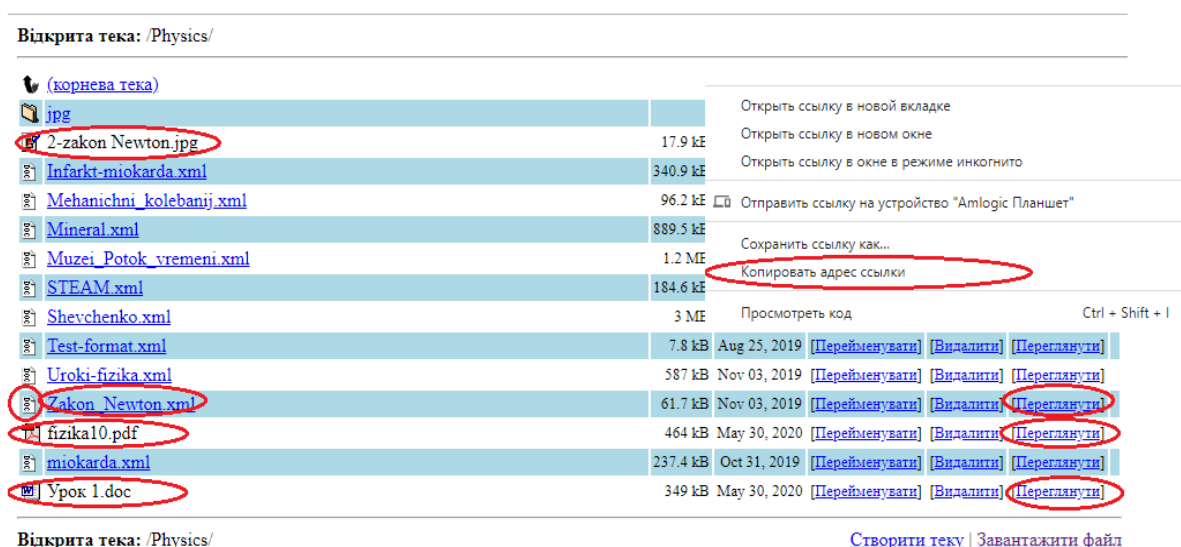 Відкрита тека: /Physics/
(корнева тека)
jpg
Открыть ссылку в новой вкладке
2-zakon Newton.jpg 17.9 kB
Открыть ссылку в новом окне
Infarkt-miokarda.xml 340.9 kB
Открыть ссылку в окне в режиме инкогнито
Mehanichni_kolebanij.xml 96.2 kB
Отправить ссылку на устройство "Amlogic Планшет"
Mineral.xml 889.5 kB
Muzei_Potok_vremeni.xml 1.2 MB
Сохранить ссылку как...
STEAM.xml 184.6 kB
Копировать адрес ссылки
Shevchenko.xml 3 MB
Просмотреть код Ctrl + Shift + I
Test-format.xml 7.8 kB Aug 25, 2019 [Перейменувати] [Видалити] [Переглянути]
Uroki-fizika.xml 587 kB Nov 03, 2019 [Перейменувати] [Видалити] [Переглянути]
Zakon_Newton.xml 61.7 kB Nov 03, 2019 [Перейменувати] [Видалити] [Переглянути]
fizika10.pdf 464 kB May 30, 2020 [Перейменувати] [Видалити] [Переглянути]
miokarda.xml 237.4 kB Oct 31, 2019 [Перейменувати] [Видалити] [Переглянути]
Урок 1.doc 349 kB May 30, 2020 [Перейменувати] [Видалити] [Переглянути]
Відкрита тека: /Physics/ Створити теку | Завантажити файл